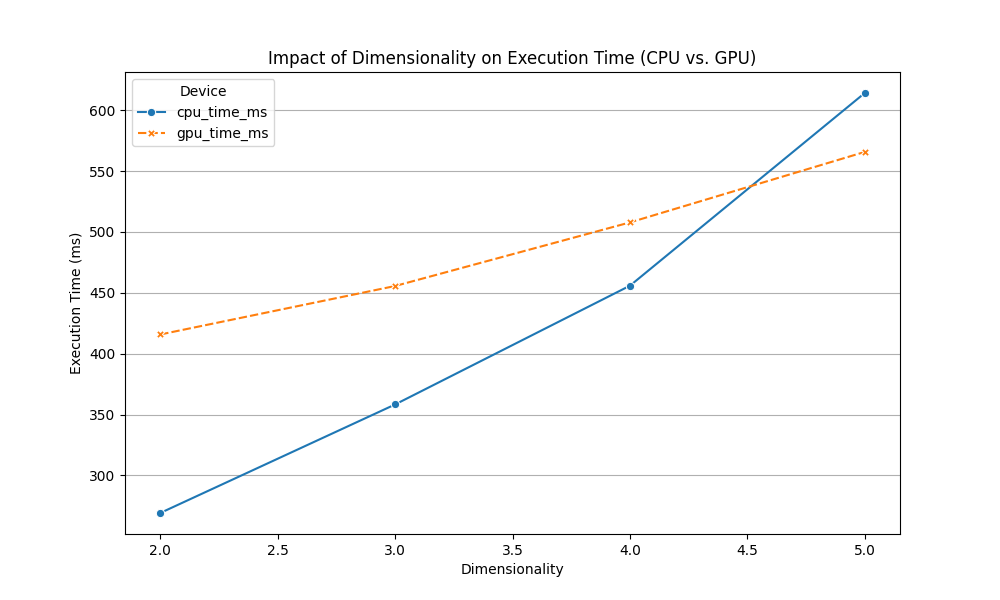 Impact of Dimensionality on Execution Time (CPU vs. GPU)
Device
cpu_time_ms
gpu_time_ms
Execution Time (ms)
600
550
500
450
400
350
300
2.0 2.5 3.0 3.5 4.0 4.5 5.0
Dimensionality